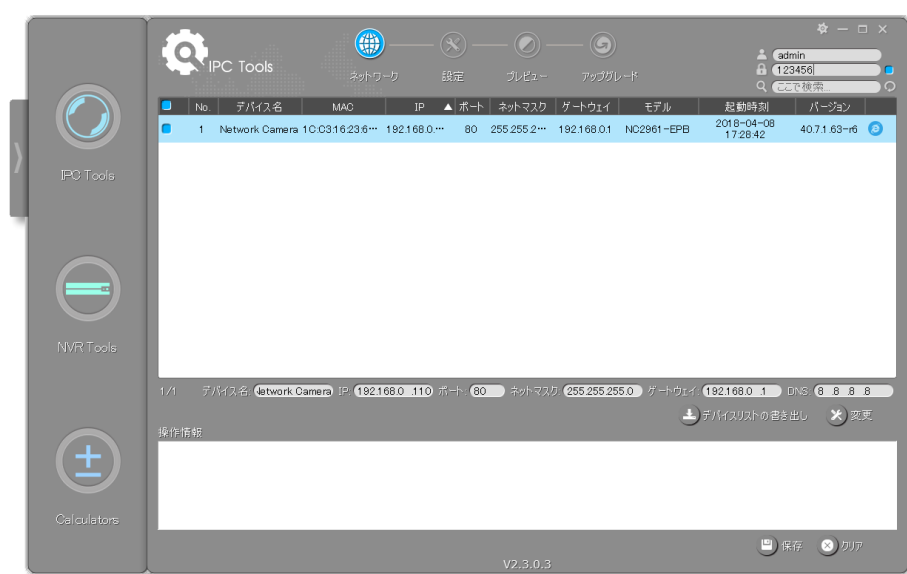 IPC Tools
ネットワーク
設定
プレビュー
アップグレード
admin
123456
ここで検索...
No. デバイス名 MAC IP ▲ ポート ネットマスク ゲートウェイ モデル 起動時刻 バージョン
1 Network Camera 1C:C3:16:23:6… 192.168.0.… 80 255.255.2… 192.168.0.1 NC2961-EPB 2018-04-08 17:28:42 40.7.1.63-r6
IPC Tools
NVR Tools
Calculators
1/1 デバイス名: Network Camera IP: 192.168.0 .110 ポート: 80 ネットマスク: 255.255.255.0 ゲートウェイ: 192.168.0 .1 DNS: 8 .8 .8 .8
デバイスリストの書き出し 変更
操作情報
保存 クリア
V2.3.0.3